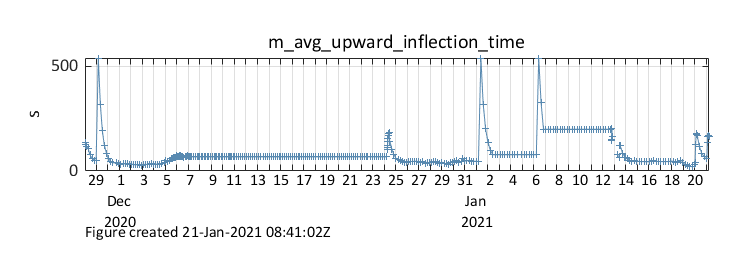 m_avg_upward_inflection_time
500
s
0
29 1 3 5 7 9 11 13 15 17 19 21 23 25 27 29 31 2 4 6 8 10 12 14 16 18 20
Dec Jan
2020 2021
Figure created 21-Jan-2021 08:41:02Z